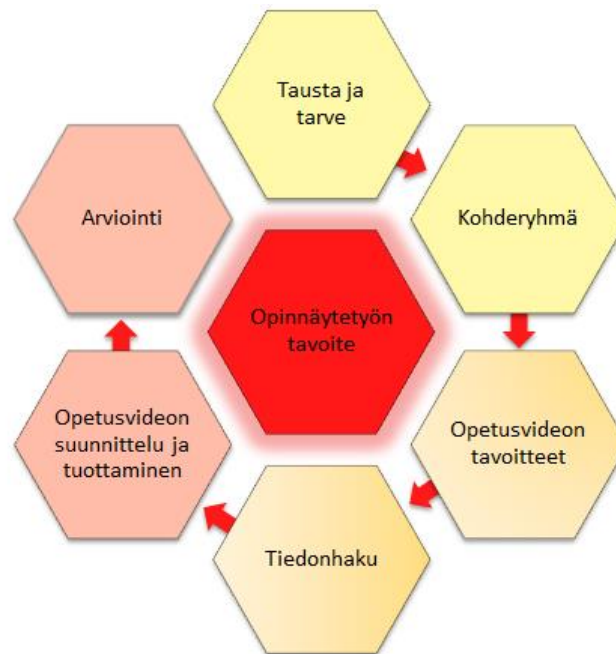 Tausta ja
tarve
Kohderyhmä
Opetusvideon
tavoitteet
Tiedonhaku
Opetusvideon
suunnittelu ja
tuottaminen
Arviointi
Opinnäytetyön
tavoite